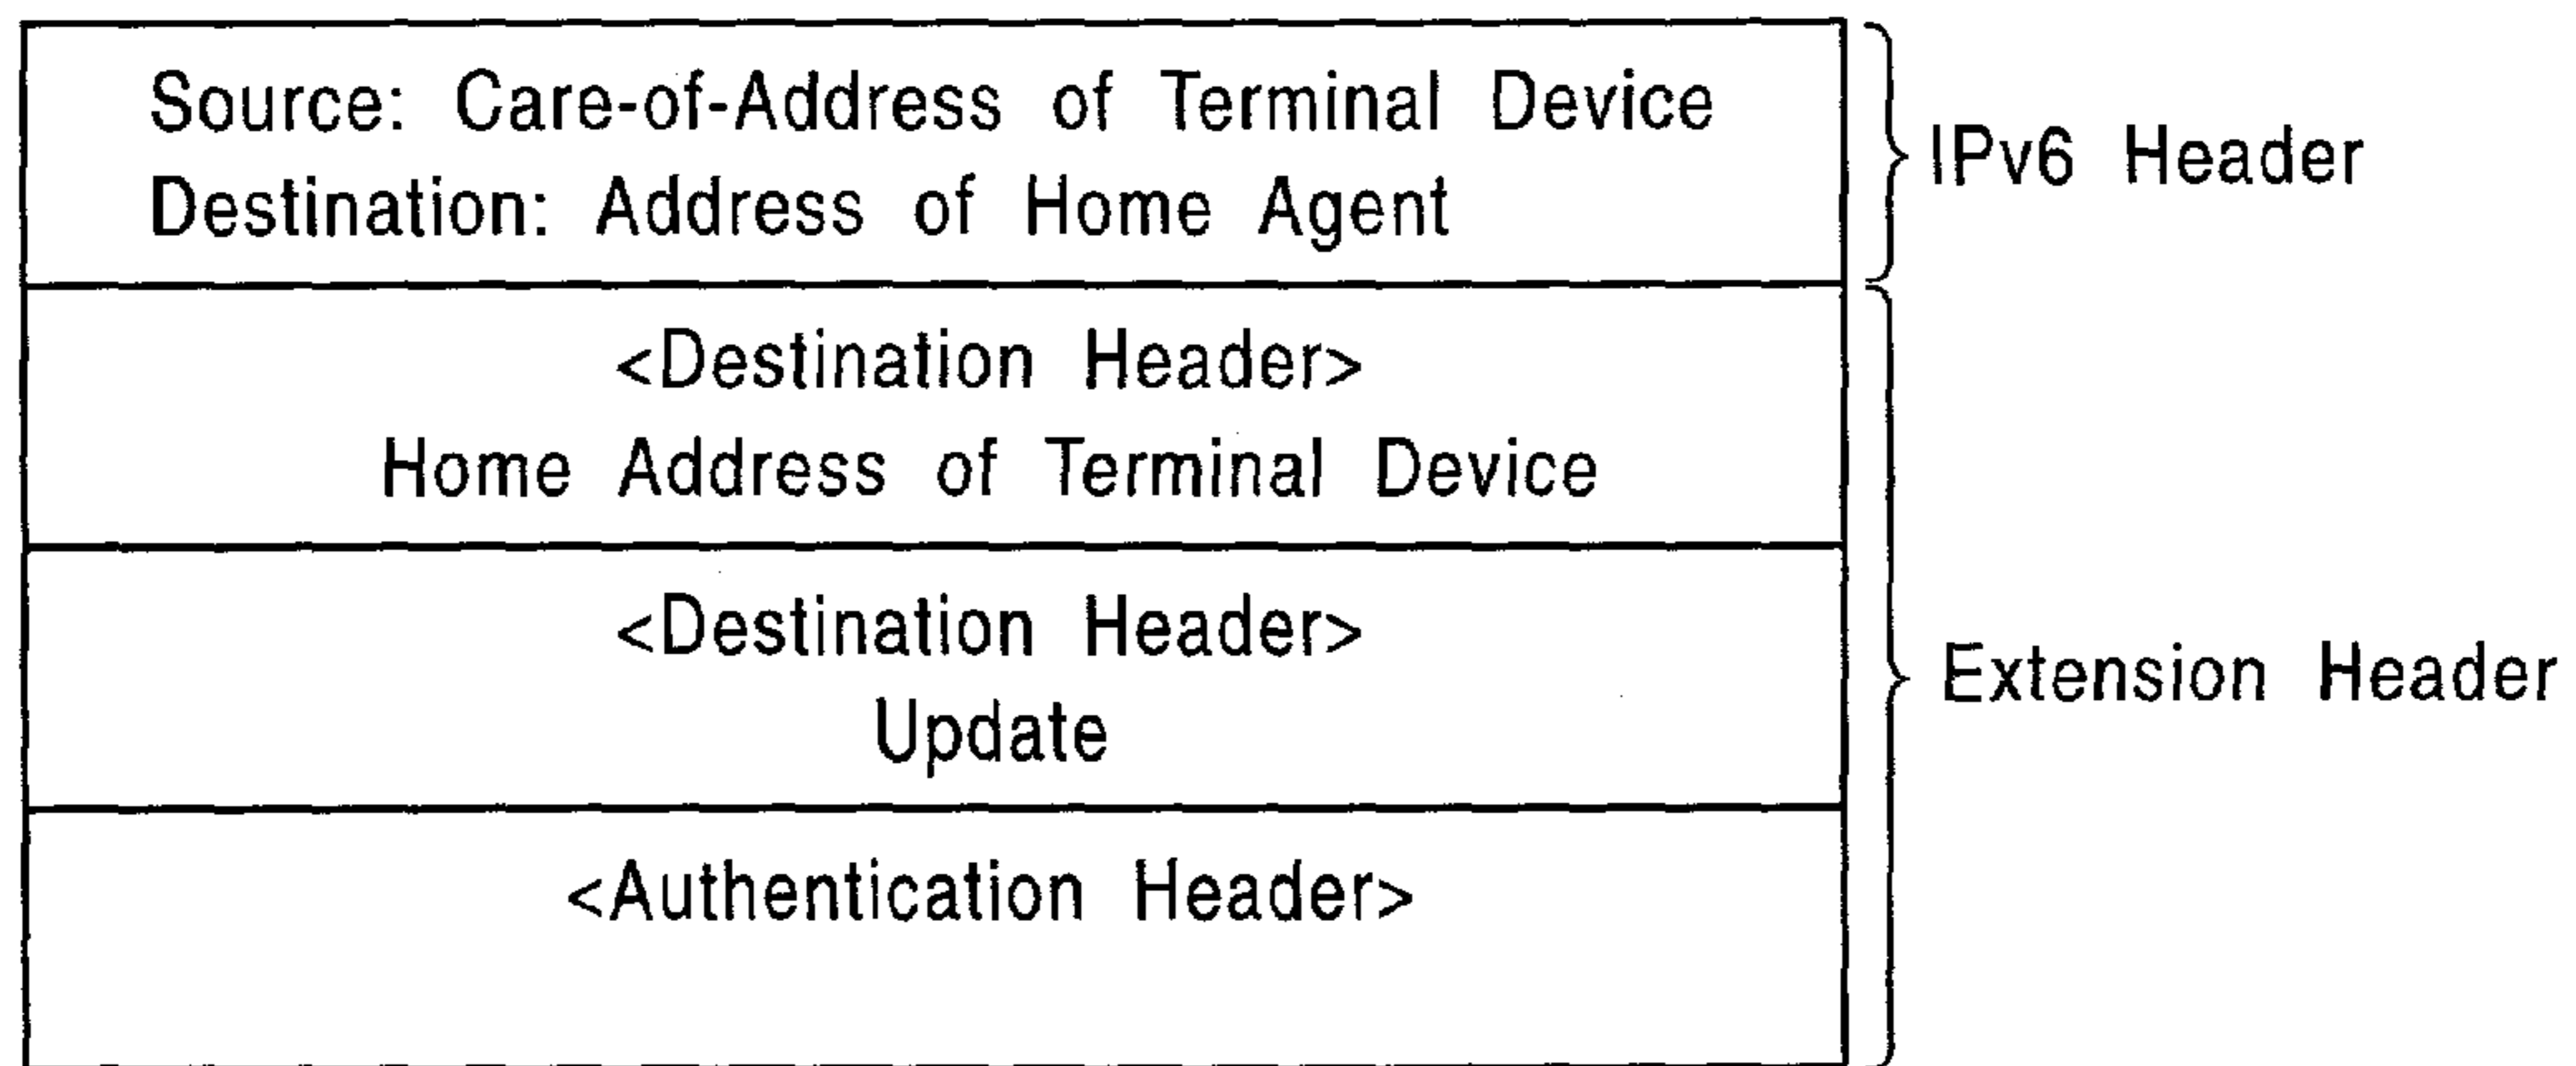 Source: Care-of-Address of Terminal Device
Destination: Address of Home Agent
IPv6 Header
<Destination Header>
Home Address of Terminal Device
<Destination Header>
Update
Extension Header
<Authentication Header>